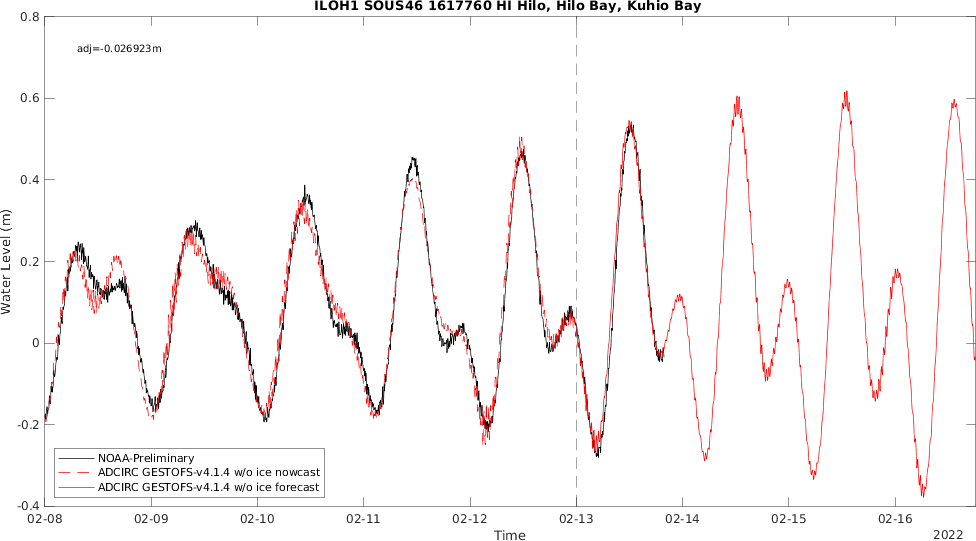 ILOH1 SOUS46 1617760 HI Hilo, Hilo Bay, Kuhio Bay
0.8
adj=-0.026923m
0.6
0.4
0.2
0
-0.2
-0.4
Water Level (m)
NOAA-Preliminary
ADCIRC GESTOFS-v4.1.4 w/o ice nowcast
ADCIRC GESTOFS-v4.1.4 w/o ice forecast
02-08 02-09 02-10 02-11 02-12 02-13 02-14 02-15 02-16
Time
2022